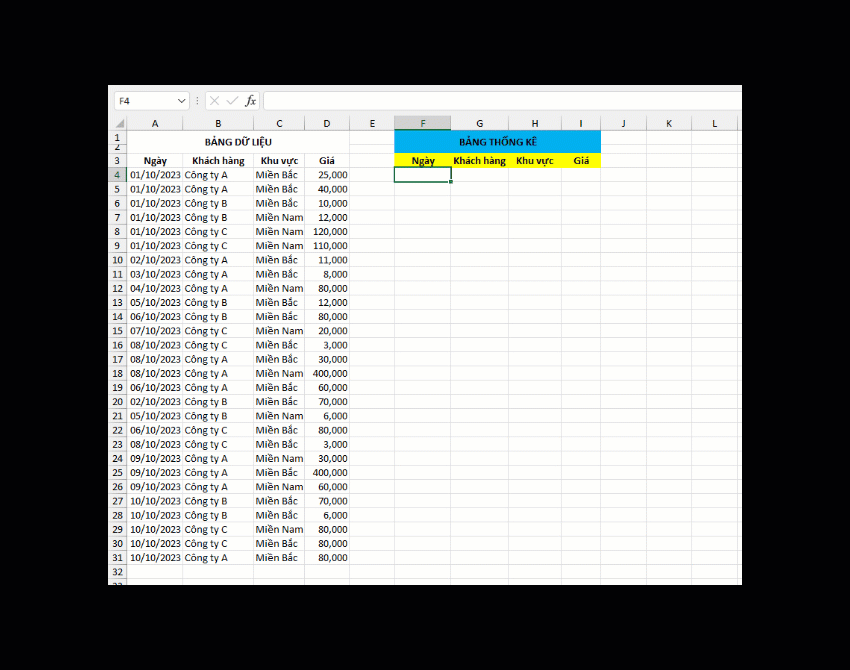 F4 fx
A B C D E F G H I J K L
1 BẢNG DỮ LIỆU BẢNG THỐNG KÊ
2
3 Ngày Khách hàng Khu vực Giá Ngày Khách hàng Khu vực Giá
4 01/10/2023 Công ty A Miền Bắc 25,000
5 01/10/2023 Công ty A Miền Bắc 40,000
6 01/10/2023 Công ty B Miền Bắc 10,000
7 01/10/2023 Công ty B Miền Nam 12,000
8 01/10/2023 Công ty C Miền Nam 120,000
9 01/10/2023 Công ty C Miền Nam 110,000
10 02/10/2023 Công ty A Miền Bắc 11,000
11 03/10/2023 Công ty A Miền Bắc 8,000
12 04/10/2023 Công ty A Miền Nam 80,000
13 05/10/2023 Công ty B Miền Bắc 12,000
14 06/10/2023 Công ty B Miền Bắc 80,000
15 07/10/2023 Công ty C Miền Nam 20,000
16 08/10/2023 Công ty C Miền Bắc 3,000
17 08/10/2023 Công ty A Miền Bắc 30,000
18 08/10/2023 Công ty A Miền Nam 400,000
19 06/10/2023 Công ty A Miền Bắc 60,000
20 02/10/2023 Công ty B Miền Bắc 70,000
21 05/10/2023 Công ty B Miền Nam 6,000
22 06/10/2023 Công ty C Miền Bắc 80,000
23 08/10/2023 Công ty C Miền Bắc 3,000
24 09/10/2023 Công ty A Miền Nam 30,000
25 09/10/2023 Công ty A Miền Bắc 400,000
26 09/10/2023 Công ty A Miền Nam 60,000
27 10/10/2023 Công ty B Miền Bắc 70,000
28 10/10/2023 Công ty B Miền Bắc 6,000
29 10/10/2023 Công ty C Miền Nam 80,000
30 10/10/2023 Công ty C Miền Bắc 80,000
31 10/10/2023 Công ty A Miền Bắc 80,000
32